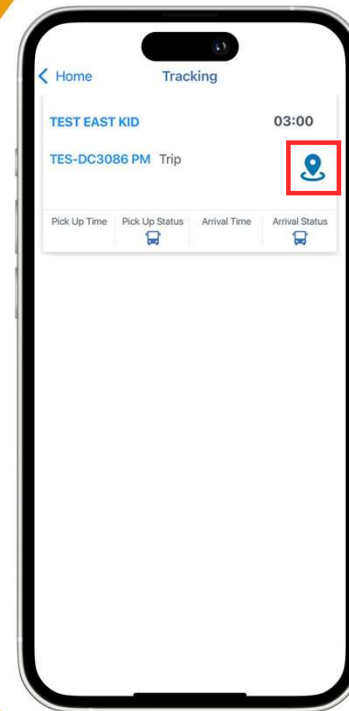 Home Tracking
TEST EAST KID 03:00
TES-DC3086 PM Trip
Pick Up Time Pick Up Status Arrival Time Arrival Status